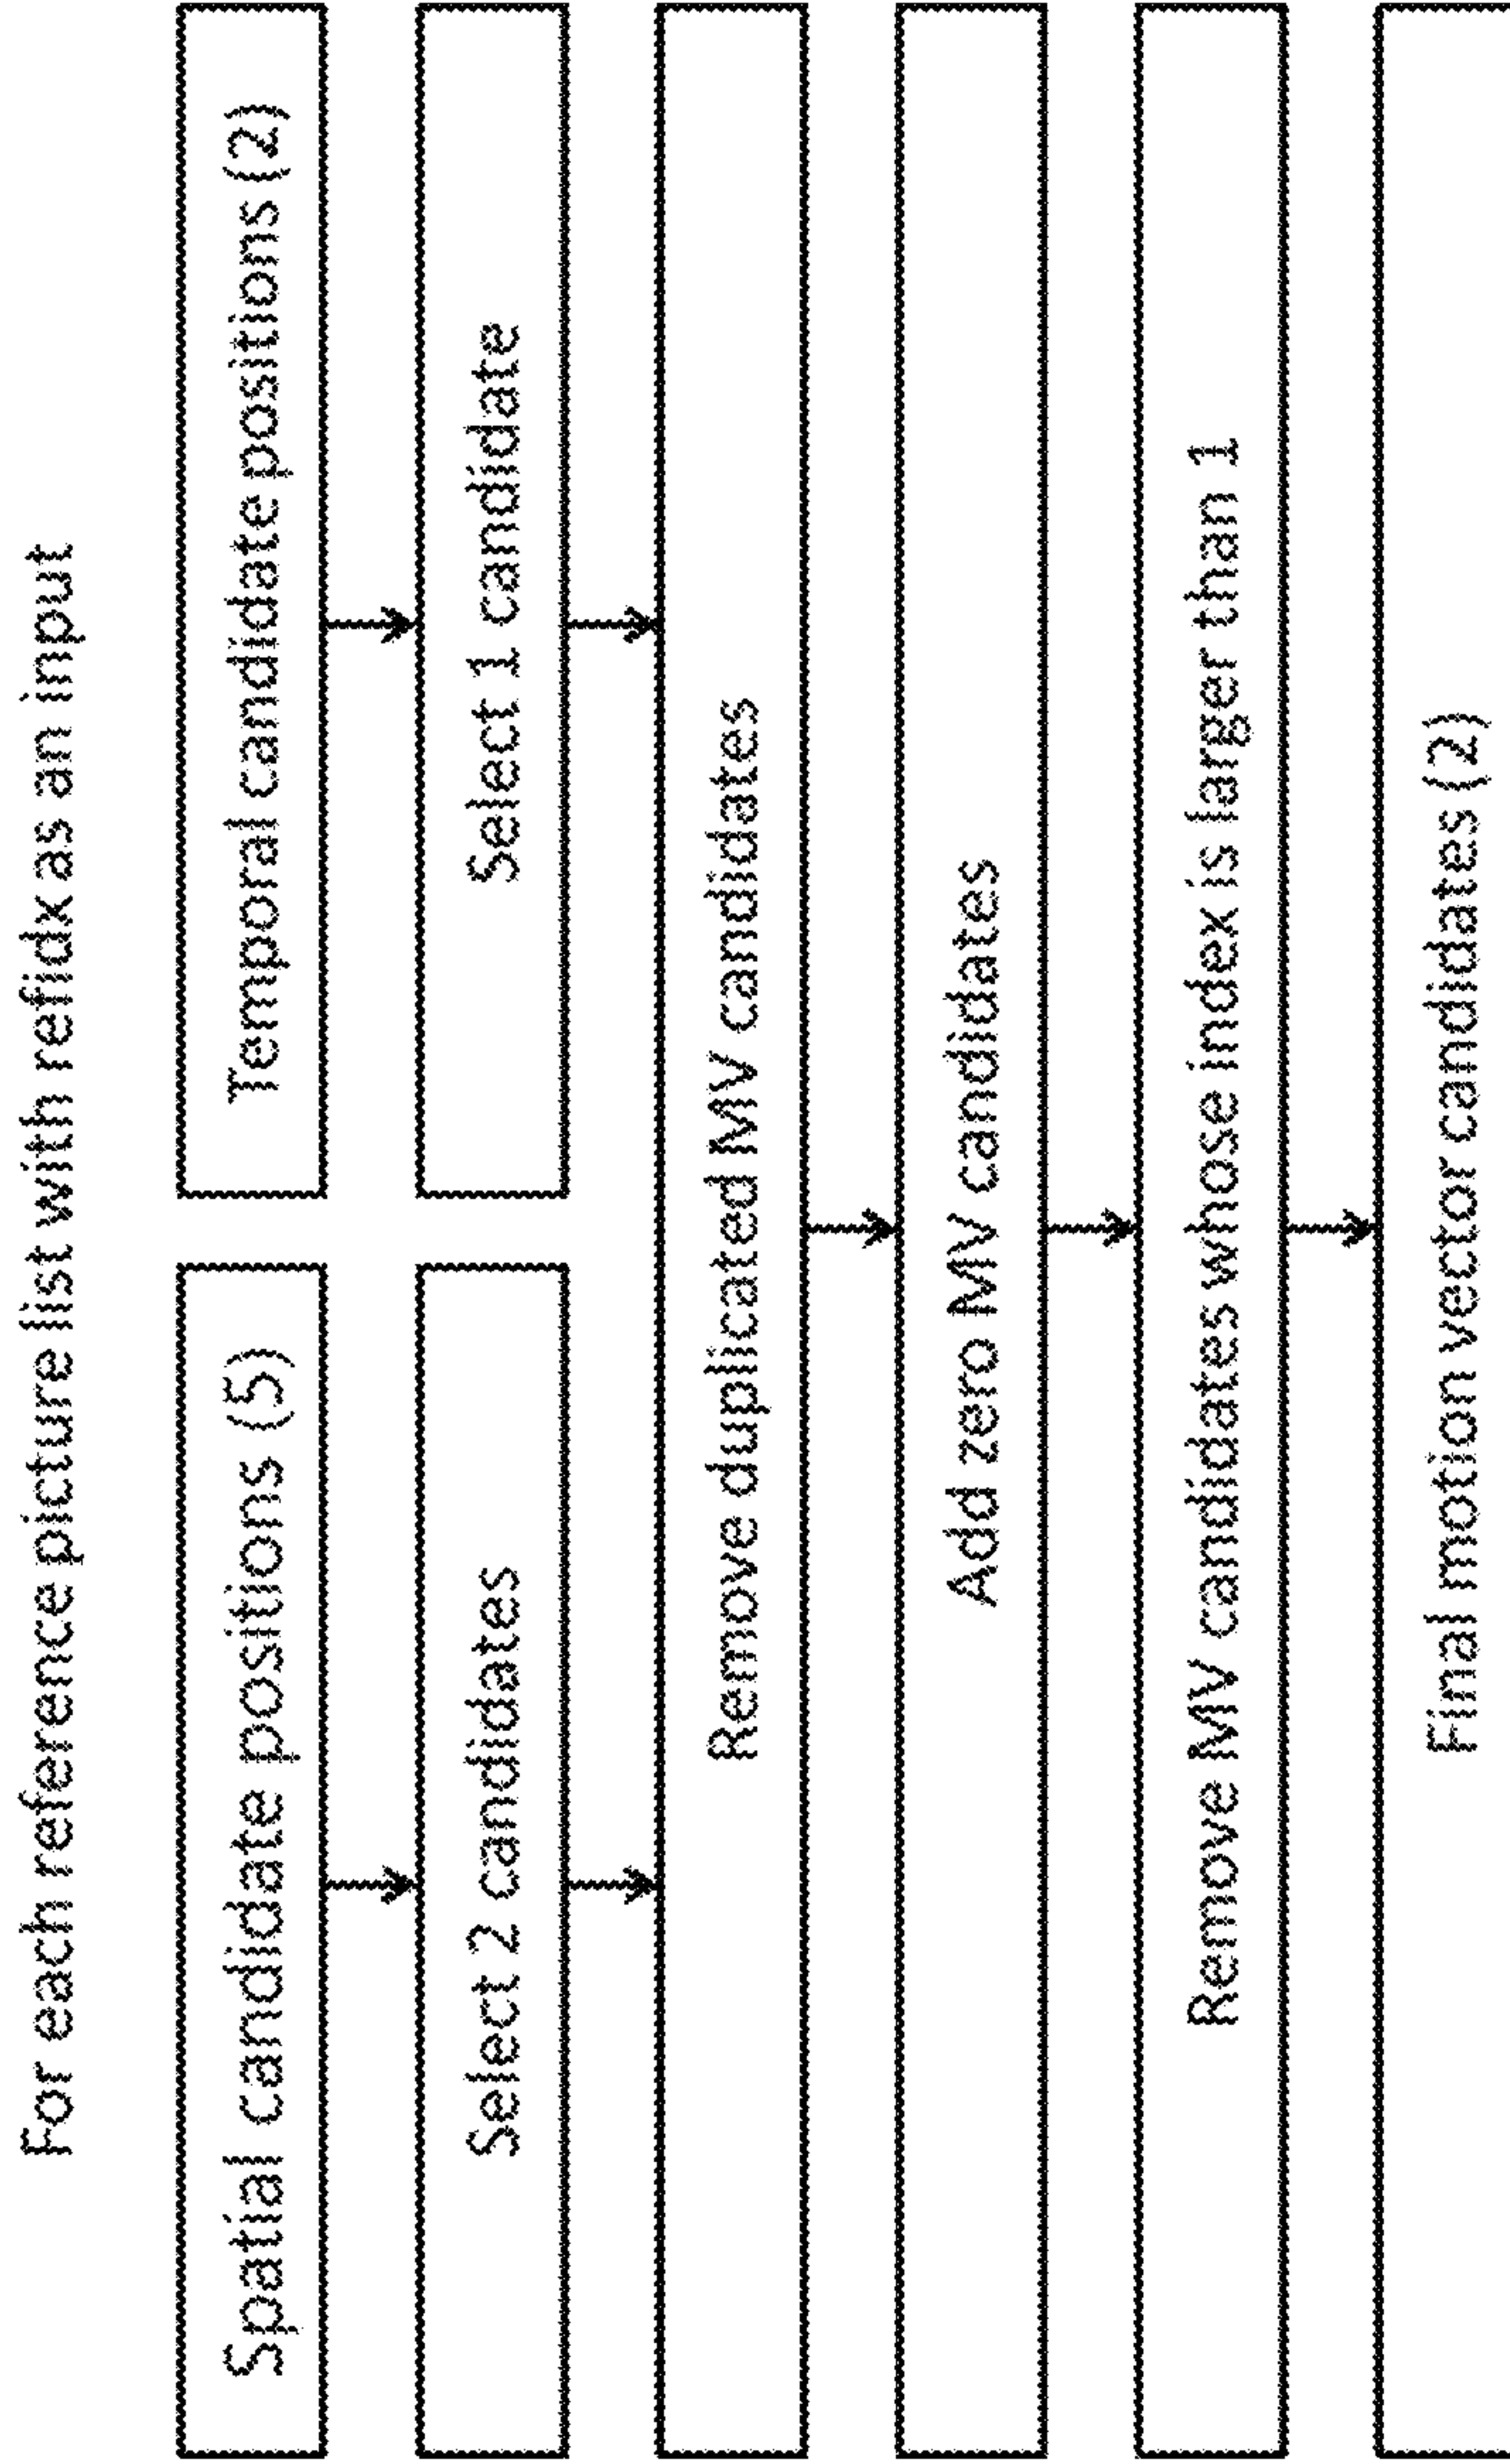 For each reference picture list with refidx as an input
Spatial candidate positions (5)
Temporal candidate positions (2)
Select 2 candidates
Select 1 candidate
Remove duplicated MV candidates
Add zero MV candidates
Remove MV candidates whose index is larger than 1
Final motion vector candidates (2)